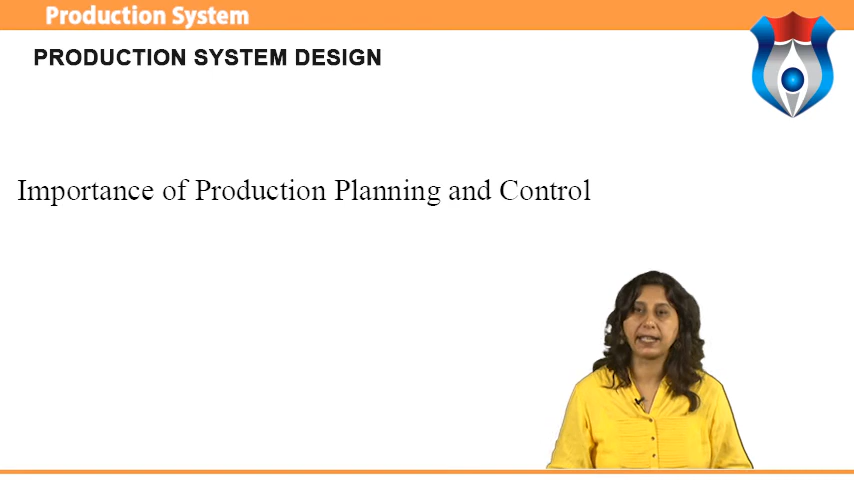 Production System
PRODUCTION SYSTEM DESIGN
Importance of Production Planning and Control